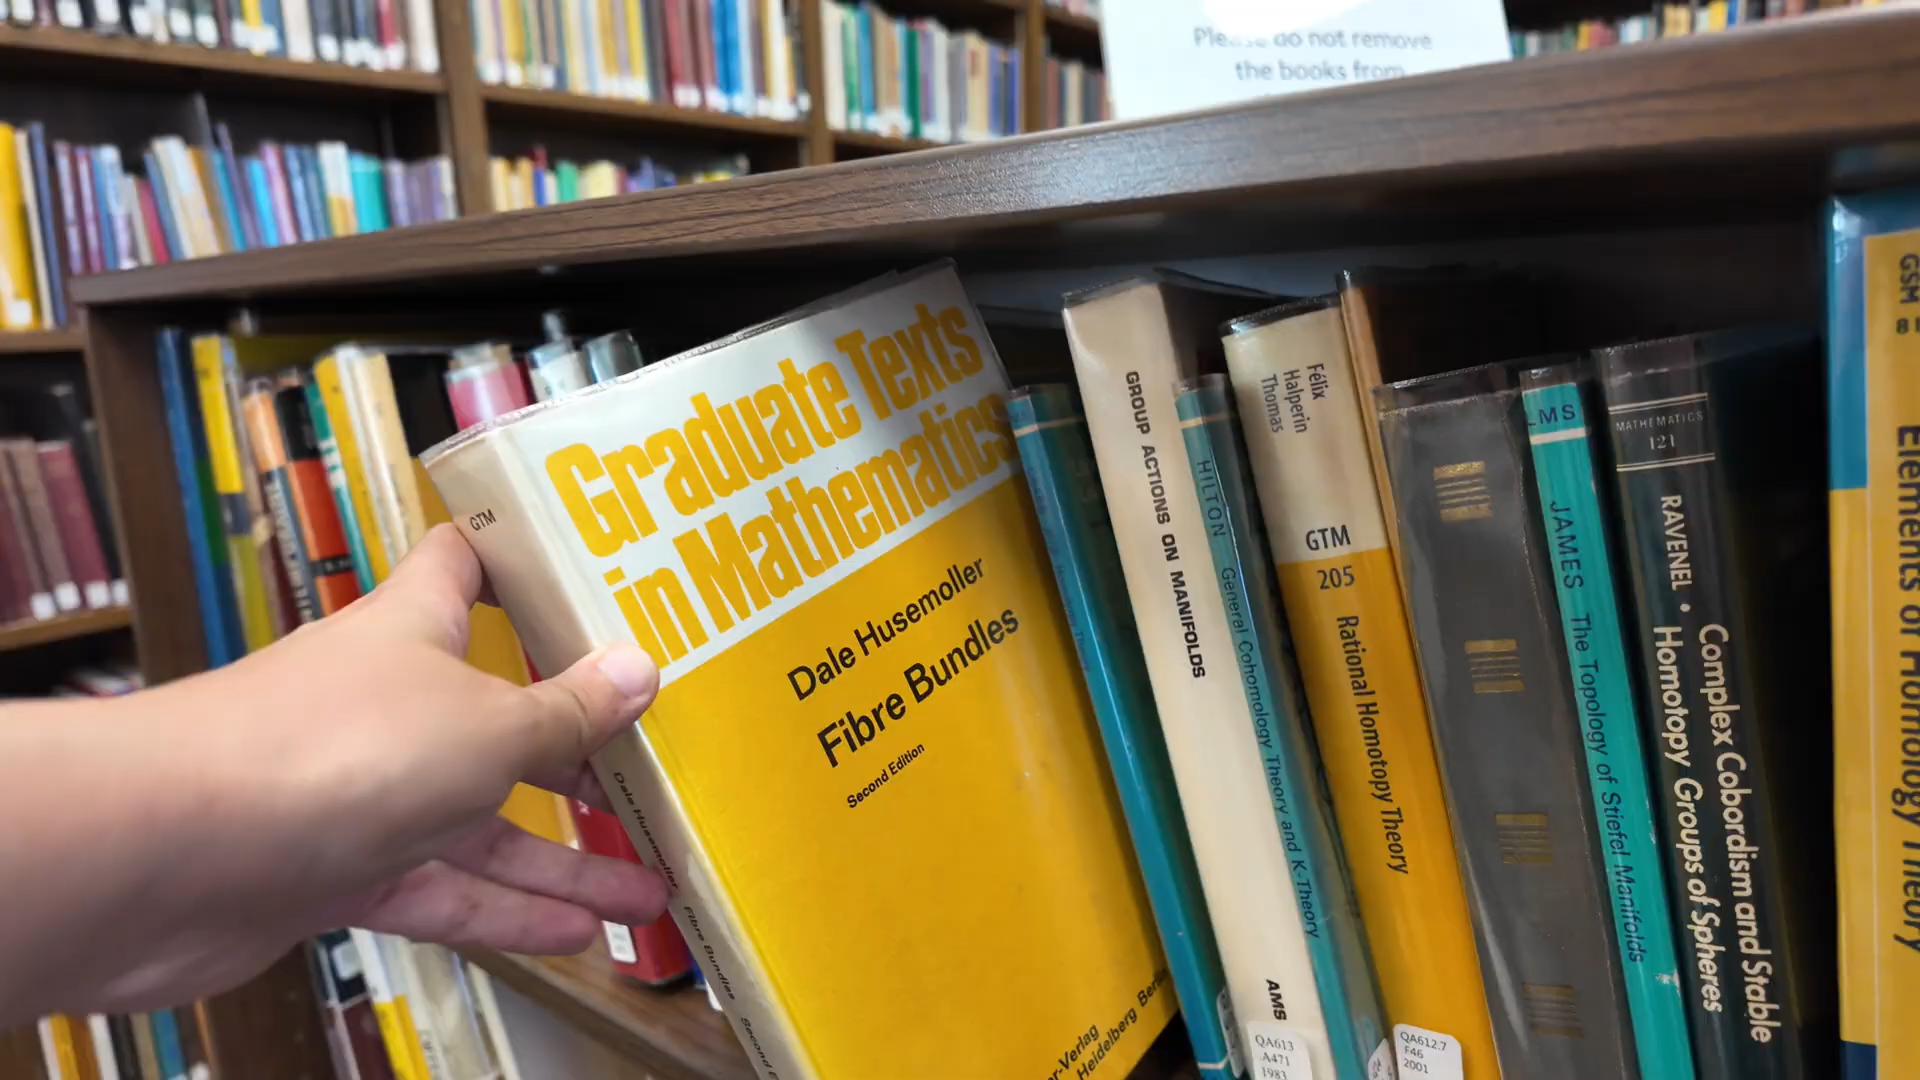 Please do not remove
the books from
Graduate Texts
in Mathematics
Dale Husemoller
Fibre Bundles
Second Edition
Heidelberg
GTM
Dale Husemoller Fibre Bundles Second
GROUP ACTIONS ON MANIFOLDS
AMS
QA613
.A471
1983
HILTON General Cohomology Theory and K-Theory
Félix
Halperin
Thomas
GTM
205
Rational Homotopy Theory
QA612.7
F46
2001
JAMES The Topology of Stiefel Manifolds
MATHEMATICS
121
RAVENEL • Complex Cobordism and Stable
Homotopy Groups of Spheres
GSM
81
Elements of Homology Theory